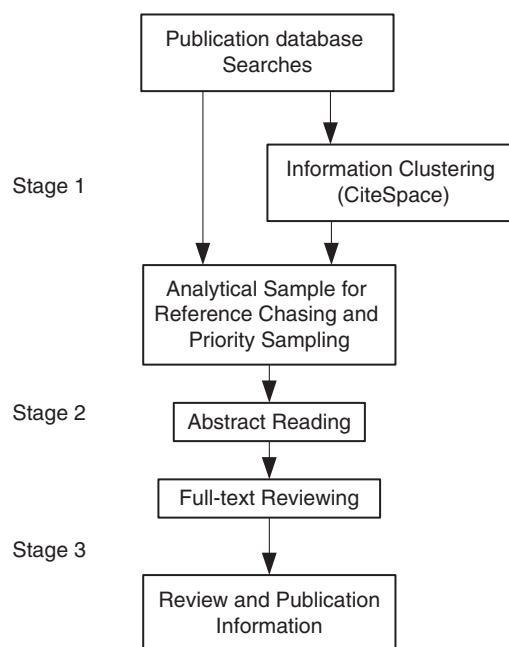 Publication database
Searches
Stage 1
Information Clustering
(CiteSpace)
Analytical Sample for
Reference Chasing and
Priority Sampling
Stage 2
Abstract Reading
Full-text Reviewing
Stage 3
Review and Publication
Information